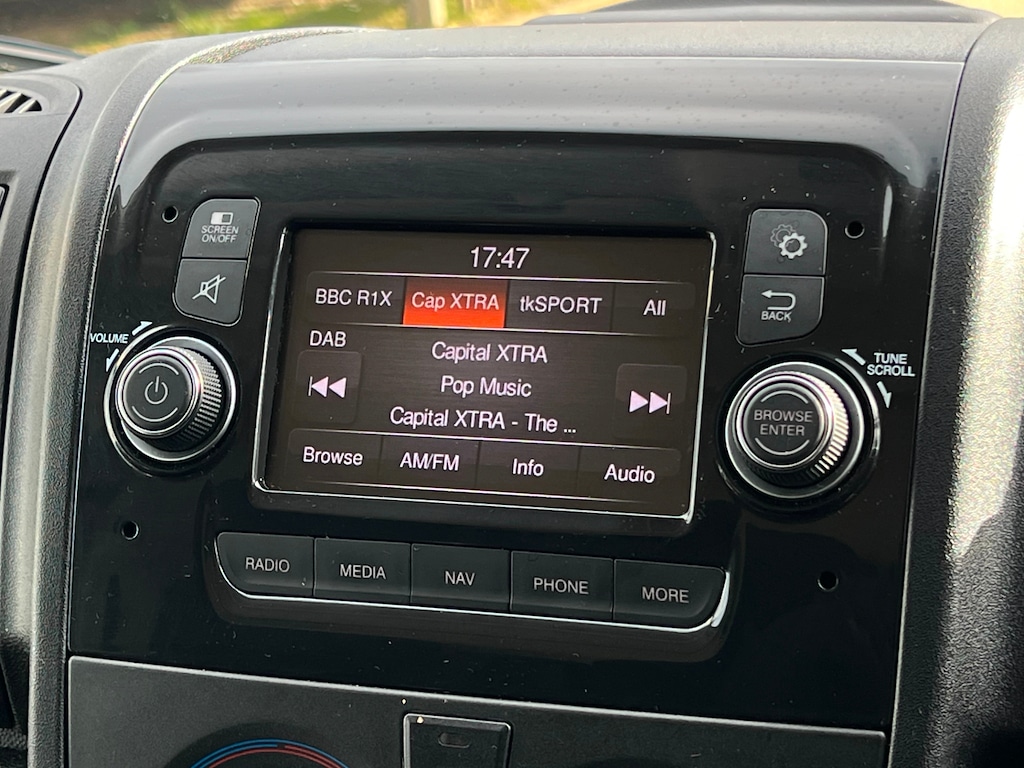 SCREEN
ON/OFF
17:47
BBC R1X Cap XTRA tkSPORT All
BACK
VOLUME
DAB
Capital XTRA
TUNE
SCROLL
Pop Music
Capital XTRA - The ...
BROWSE
ENTER
Browse AM/FM Info Audio
RADIO MEDIA NAV PHONE MORE